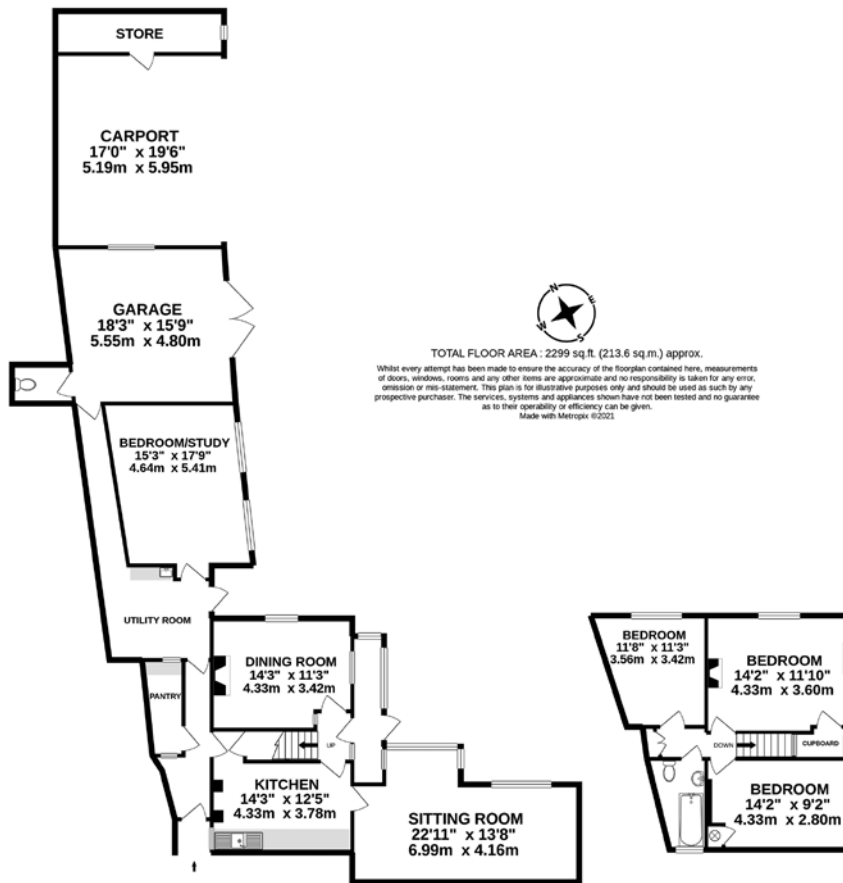 STORE
CARPORT
17'0" x 19'6"
5.19m x 5.95m
GARAGE
18'3" x 15'9"
5.55m x 4.80m
N
E
S
W
TOTAL FLOOR AREA : 2299 sq.ft. (213.6 sq.m.) approx.
Whilst every attempt has been made to ensure the accuracy of the floorplan contained here, measurements
of doors, windows, rooms and any other items are approximate and no responsibility is taken for any error,
omission or mis-statement. This plan is for illustrative purposes only and should be used as such by any
prospective purchaser. The services, systems and appliances shown have not been tested and no guarantee
as to their operability or efficiency can be given.
Made with Metropix ©2021
BEDROOM/STUDY
15'3" x 17'9"
4.64m x 5.41m
UTILITY ROOM
PANTRY
DINING ROOM
14'3" x 11'3"
4.33m x 3.42m
UP
KITCHEN
14'3" x 12'5"
4.33m x 3.78m
SITTING ROOM
22'11" x 13'8"
6.99m x 4.16m
BEDROOM
11'8" x 11'3"
3.56m x 3.42m
BEDROOM
14'2" x 11'10"
4.33m x 3.60m
DOWN
CUPBOARD
BEDROOM
14'2" x 9'2"
4.33m x 2.80m